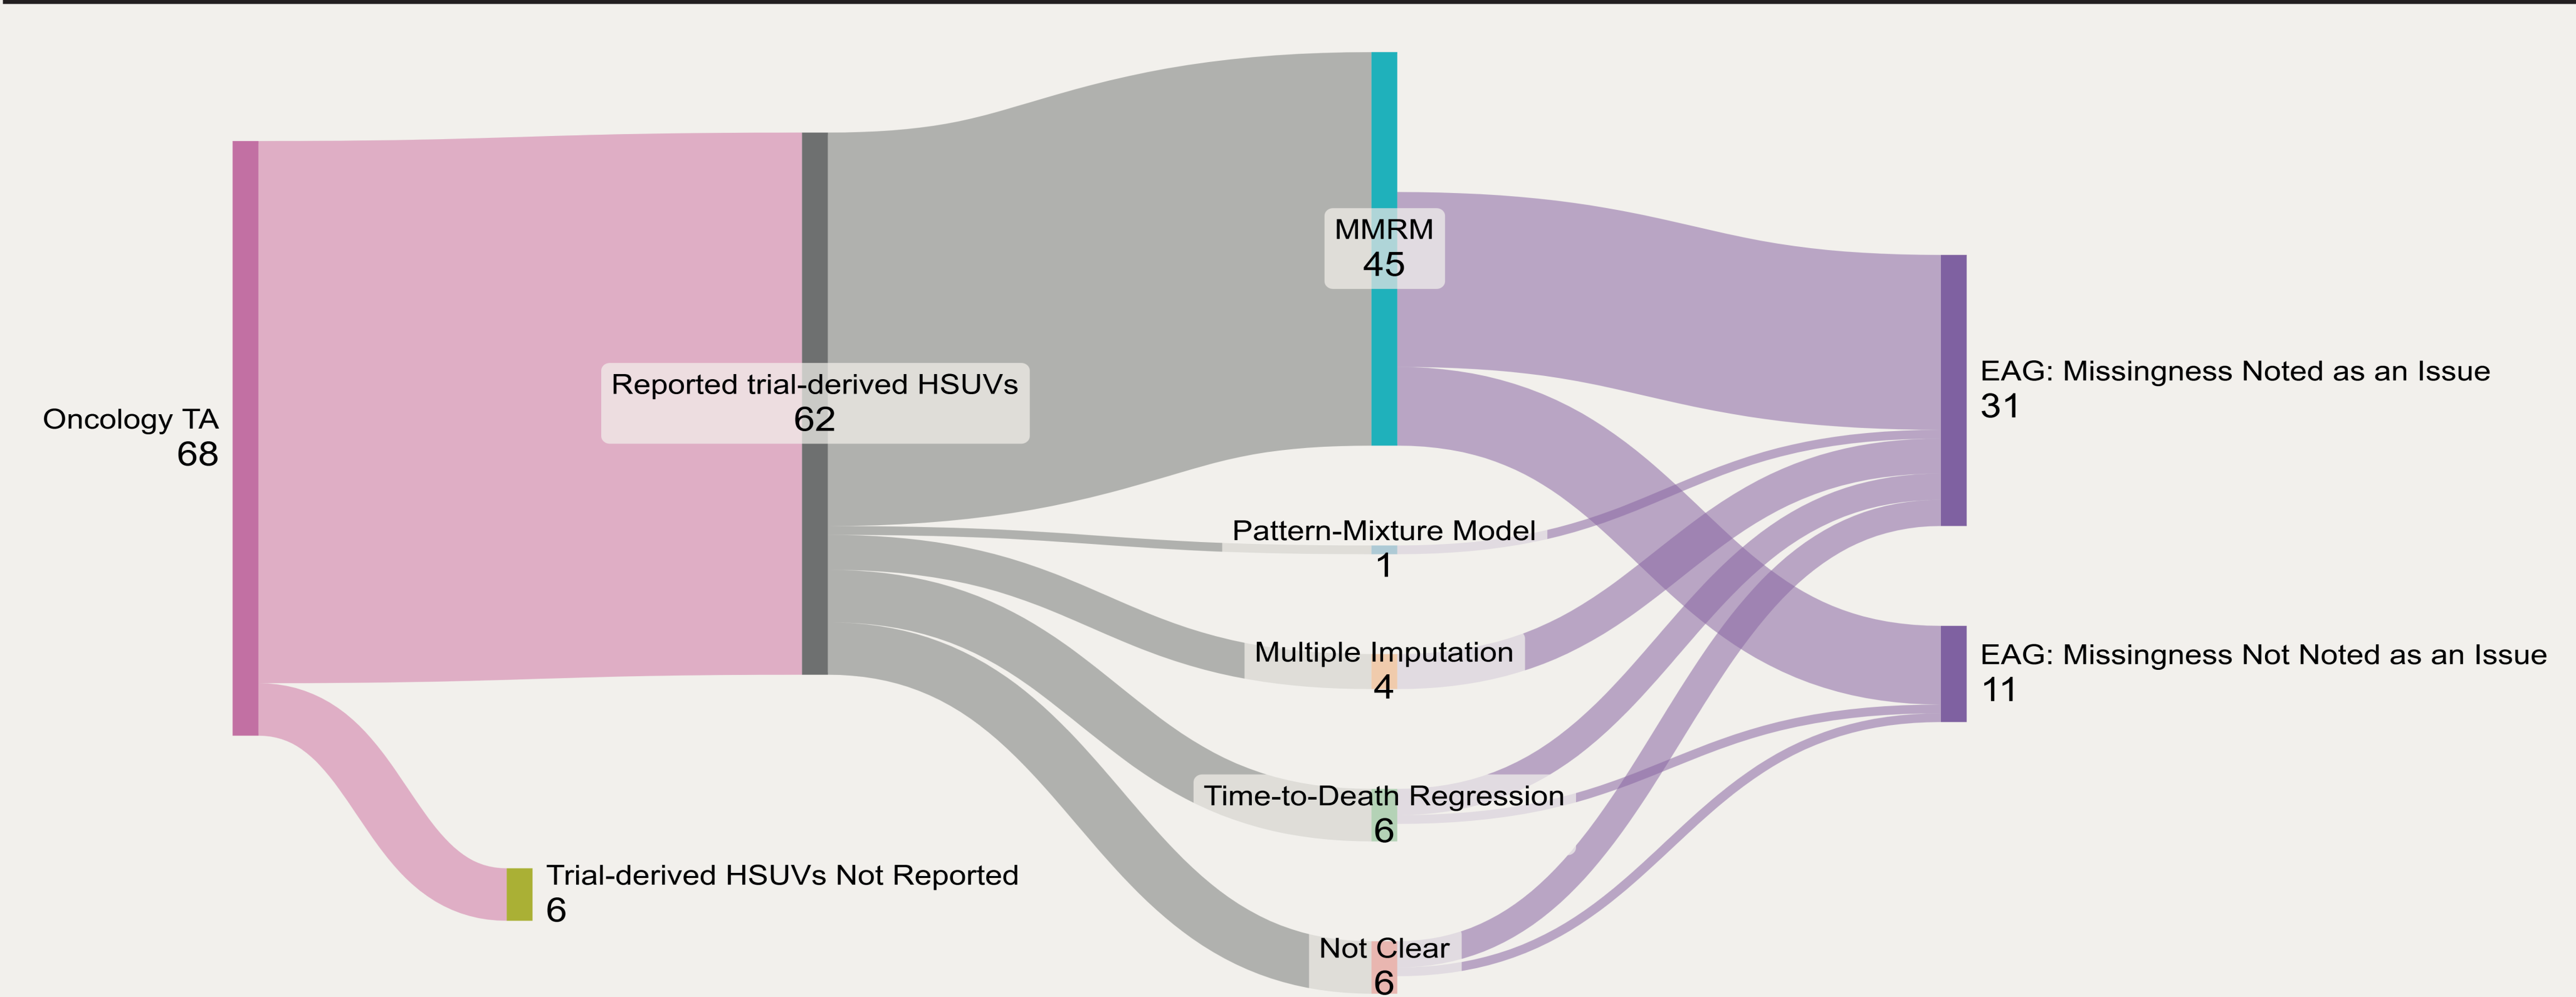 Oncology TA
68
Reported trial-derived HSUVs
62
Trial-derived HSUVs Not Reported
6
MMRM
45
Pattern-Mixture Model
1
Multiple Imputation
4
Time-to-Death Regression
6
Not Clear
6
EAG: Missingness Noted as an Issue
31
EAG: Missingness Not Noted as an Issue
11